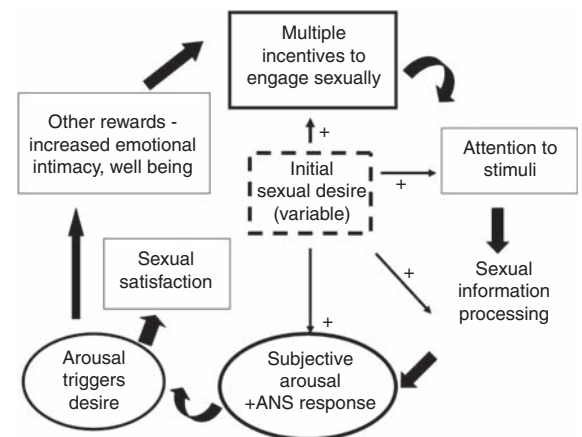 Multiple
incentives to
engage sexually
Other rewards -
increased emotional
intimacy, well being
+
Initial
sexual desire
(variable)
+
Attention to
stimuli
Sexual
satisfaction
+
Sexual
information
processing
+
Arousal
triggers
desire
Subjective
arousal
+ANS response